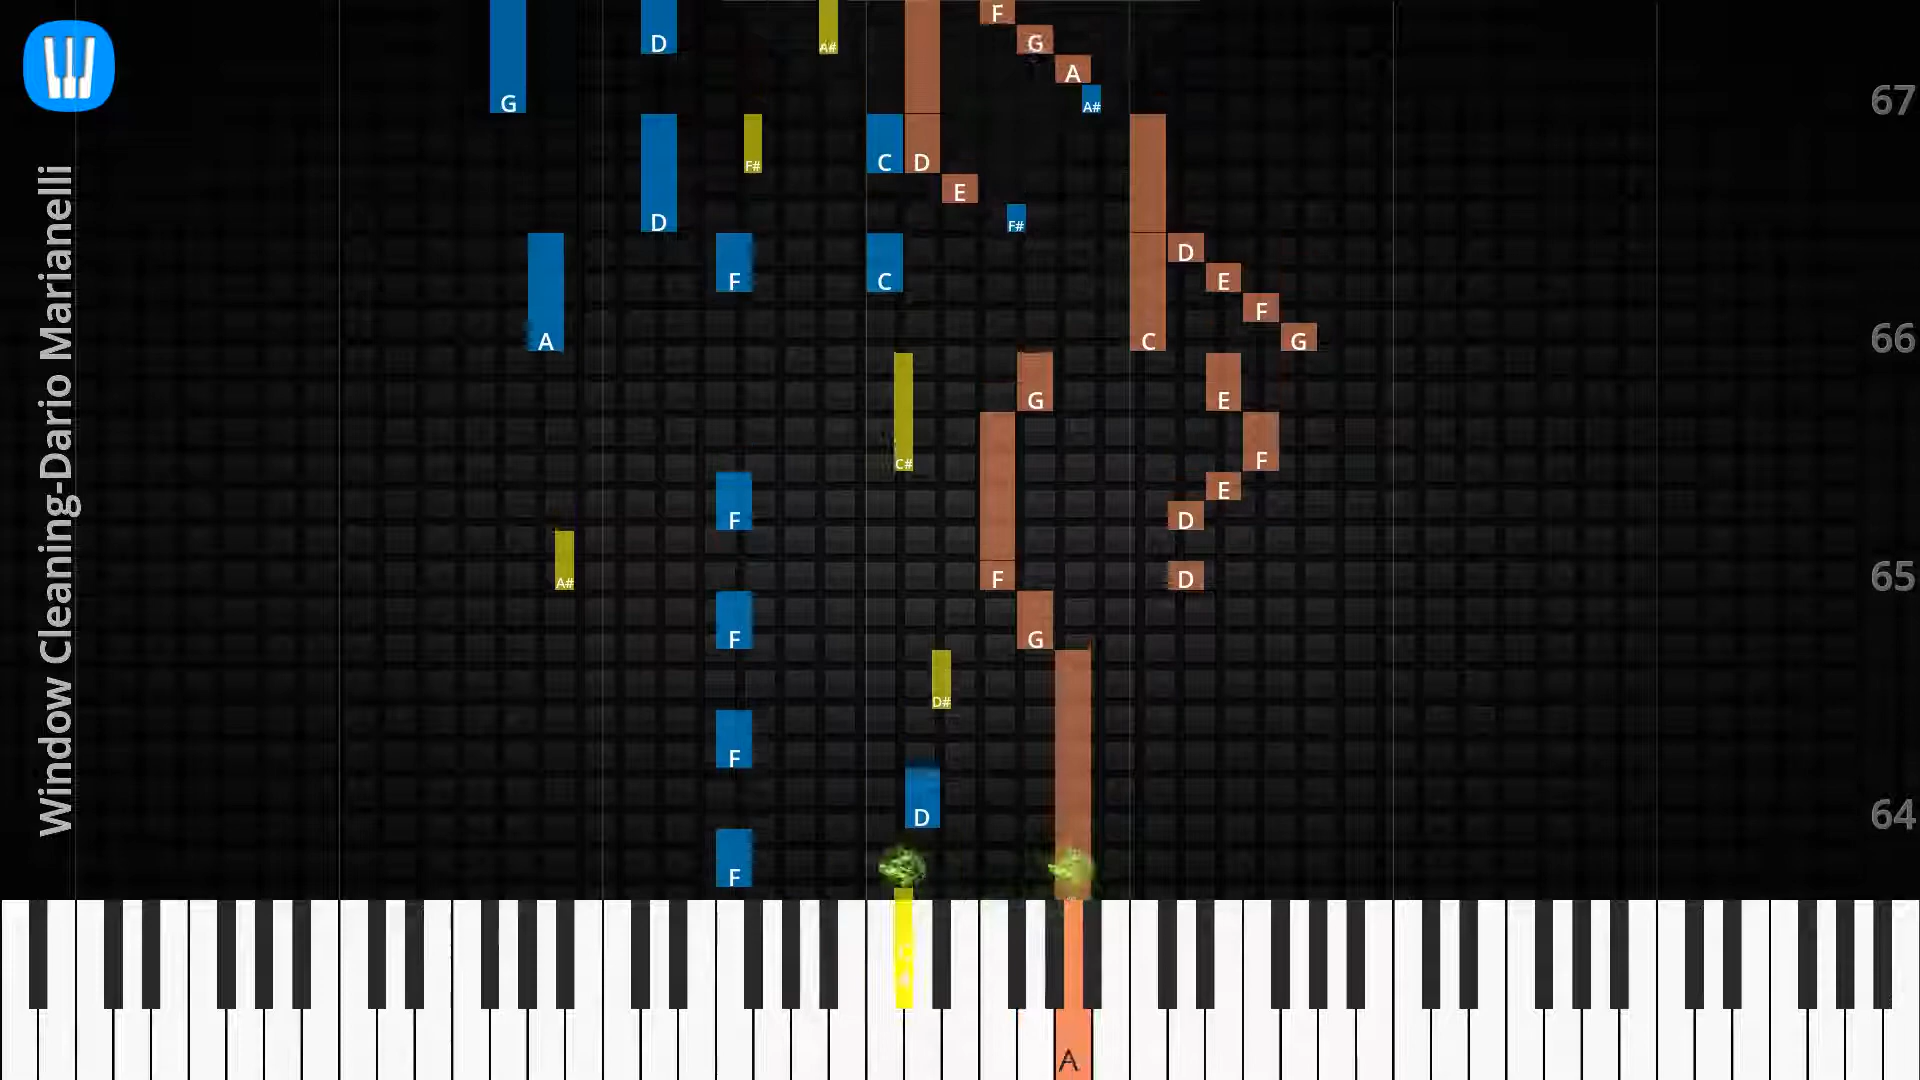 Window Cleaning-Dario Marianelli
F
D A# G
A
G A# 67
F# C D
E
D F#
D
F C E
F
A C G 66
G E
C# F
E
F D
A# F D 65
F G
D#
F
D 64
F
C
#
A